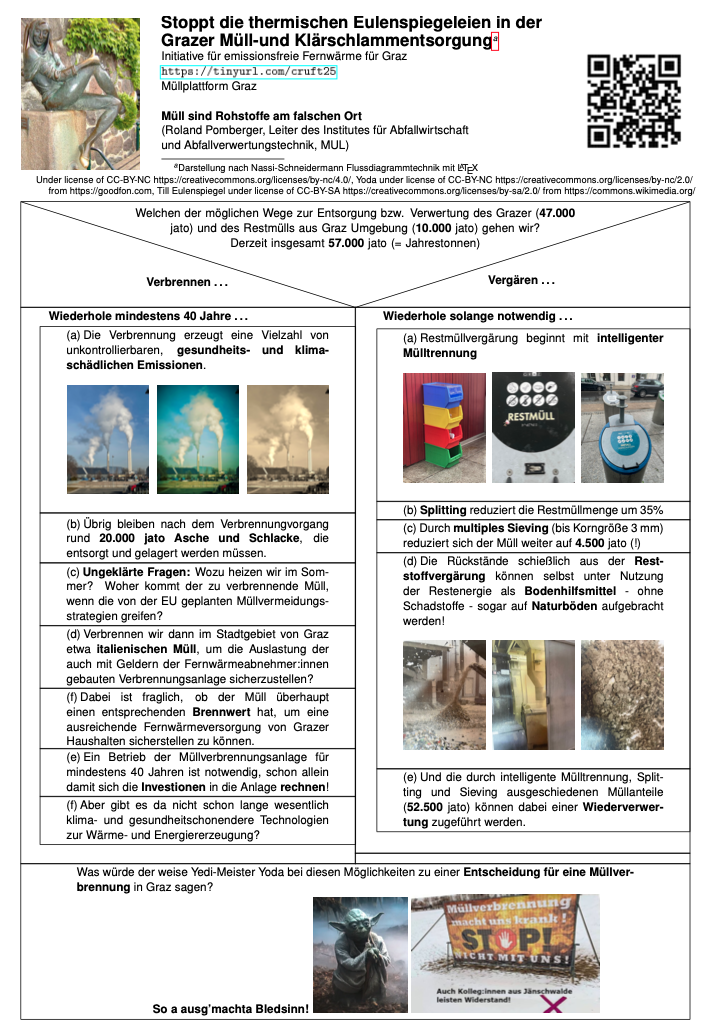 Stoppt die thermischen Eulenspiegeleien in der
Grazer Müll-und Klärschlammentsorgungª
Initiative für emissionsfreie Fernwärme für Graz
https://tinyurl.com/cruft25
Müllplattform Graz
Müll sind Rohstoffe am falschen Ort
(Roland Pomberger, Leiter des Institutes für Abfallwirtschaft
und Abfallverwertungstechnik, MUL)
ªDarstellung nach Nassi-Schneidermann Flussdiagrammtechnik mit LATEX
Under license of CC-BY-NC https://creativecommons.org/licenses/by-nc/4.0/, Yoda under license of CC-BY-NC https://creativecommons.org/licenses/by-nc/2.0/
from https://goodfon.com, Till Eulenspiegel under license of CC-BY-SA https://creativecommons.org/licenses/by-sa/2.0/ from https://commons.wikimedia.org/
Welchen der möglichen Wege zur Entsorgung bzw. Verwertung des Grazer (47.000
jato) und des Restmülls aus Graz Umgebung (10.000 jato) gehen wir?
Derzeit insgesamt 57.000 jato (= Jahrestonnen)
Verbrennen ...
Vergären ...
Wiederhole mindestens 40 Jahre ...
(a) Die Verbrennung erzeugt eine Vielzahl von
unkontrollierbaren, gesundheits- und klima-
schädlichen Emissionen.
(b) Übrig bleiben nach dem Verbrennungvorgang
rund 20.000 jato Asche und Schlacke, die
entsorgt und gelagert werden müssen.
(c) Ungeklärte Fragen: Wozu heizen wir im Som-
mer? Woher kommt der zu verbrennende Müll,
wenn die von der EU geplanten Müllvermeidungs-
strategien greifen?
(d) Verbrennen wir dann im Stadtgebiet von Graz
etwa italienischen Müll, um die Auslastung der
auch mit Geldern der Fernwärmeabnehmer:innen
gebauten Verbrennungsanlage sicherzustellen?
(f) Dabei ist fraglich, ob der Müll überhaupt
einen entsprechenden Brennwert hat, um eine
ausreichende Fernwärmeversorgung von Grazer
Haushalten sicherstellen zu können.
(e) Ein Betrieb der Müllverbrennungsanlage für
mindestens 40 Jahren ist notwendig, schon allein
damit sich die Investionen in die Anlage rechnen!
(f) Aber gibt es da nicht schon lange wesentlich
klima- und gesundheitschonendere Technologien
zur Wärme- und Energiererzeugung?
Wiederhole solange notwendig ...
(a) Restmüllvergärung beginnt mit intelligenter
Mülltrennung
RESTMÜLL
(b) Splitting reduziert die Restmüllmenge um 35%
(c) Durch multiples Sieving (bis Korngröße 3 mm)
reduziert sich der Müll weiter auf 4.500 jato (!)
(d) Die Rückstände schießlich aus der Rest-
stoffvergärung können selbst unter Nutzung
der Restenergie als Bodenhilfsmittel - ohne
Schadstoffe - sogar auf Naturböden aufgebracht
werden!
(e) Und die durch intelligente Mülltrennung, Split-
ting und Sieving ausgeschiedenen Müllanteile
(52.500 jato) können dabei einer Wiederverwer-
tung zugeführt werden.
Was würde der weise Yedi-Meister Yoda bei diesen Möglichkeiten zu einer Entscheidung für eine Müllver-
brennung in Graz sagen?
So a ausg'machta Bledsinn!
Müllverbrennung
macht uns krank!
STOP!
NICHT MIT UNS!
Auch Kolleg:innen aus Jänschwalde
leisten Widerstand!